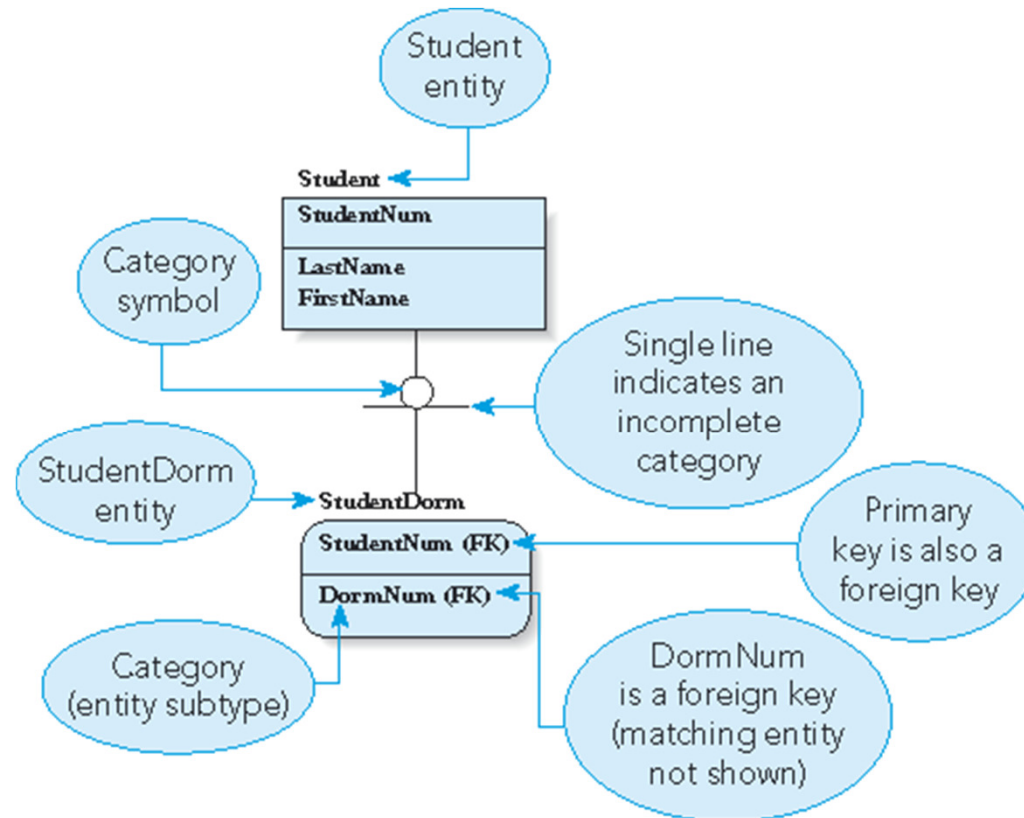 Student
entity
Student
StudentNum
LastName
FirstName
Category
symbol
Single line
indicates an
incomplete
category
StudentDorm
entity
StudentDorm
StudentNum (FK)
DormNum (FK)
Primary
key is also a
foreign key
Category
(entity subtype)
DormNum
is a foreign key
(matching entity
not shown)